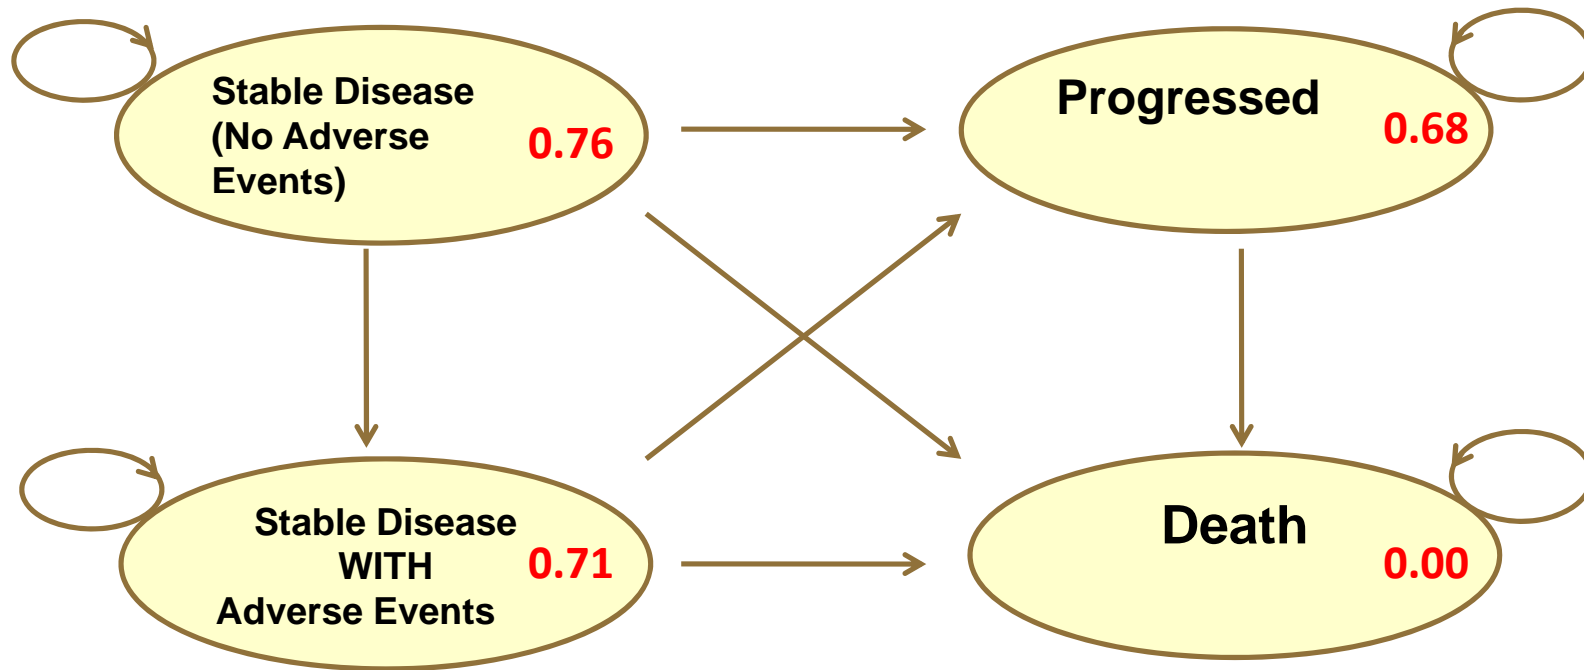 Stable Disease
(No Adverse
Events)
0.76
Progressed
0.68
Stable Disease
WITH
Adverse Events
0.71
Death
0.00